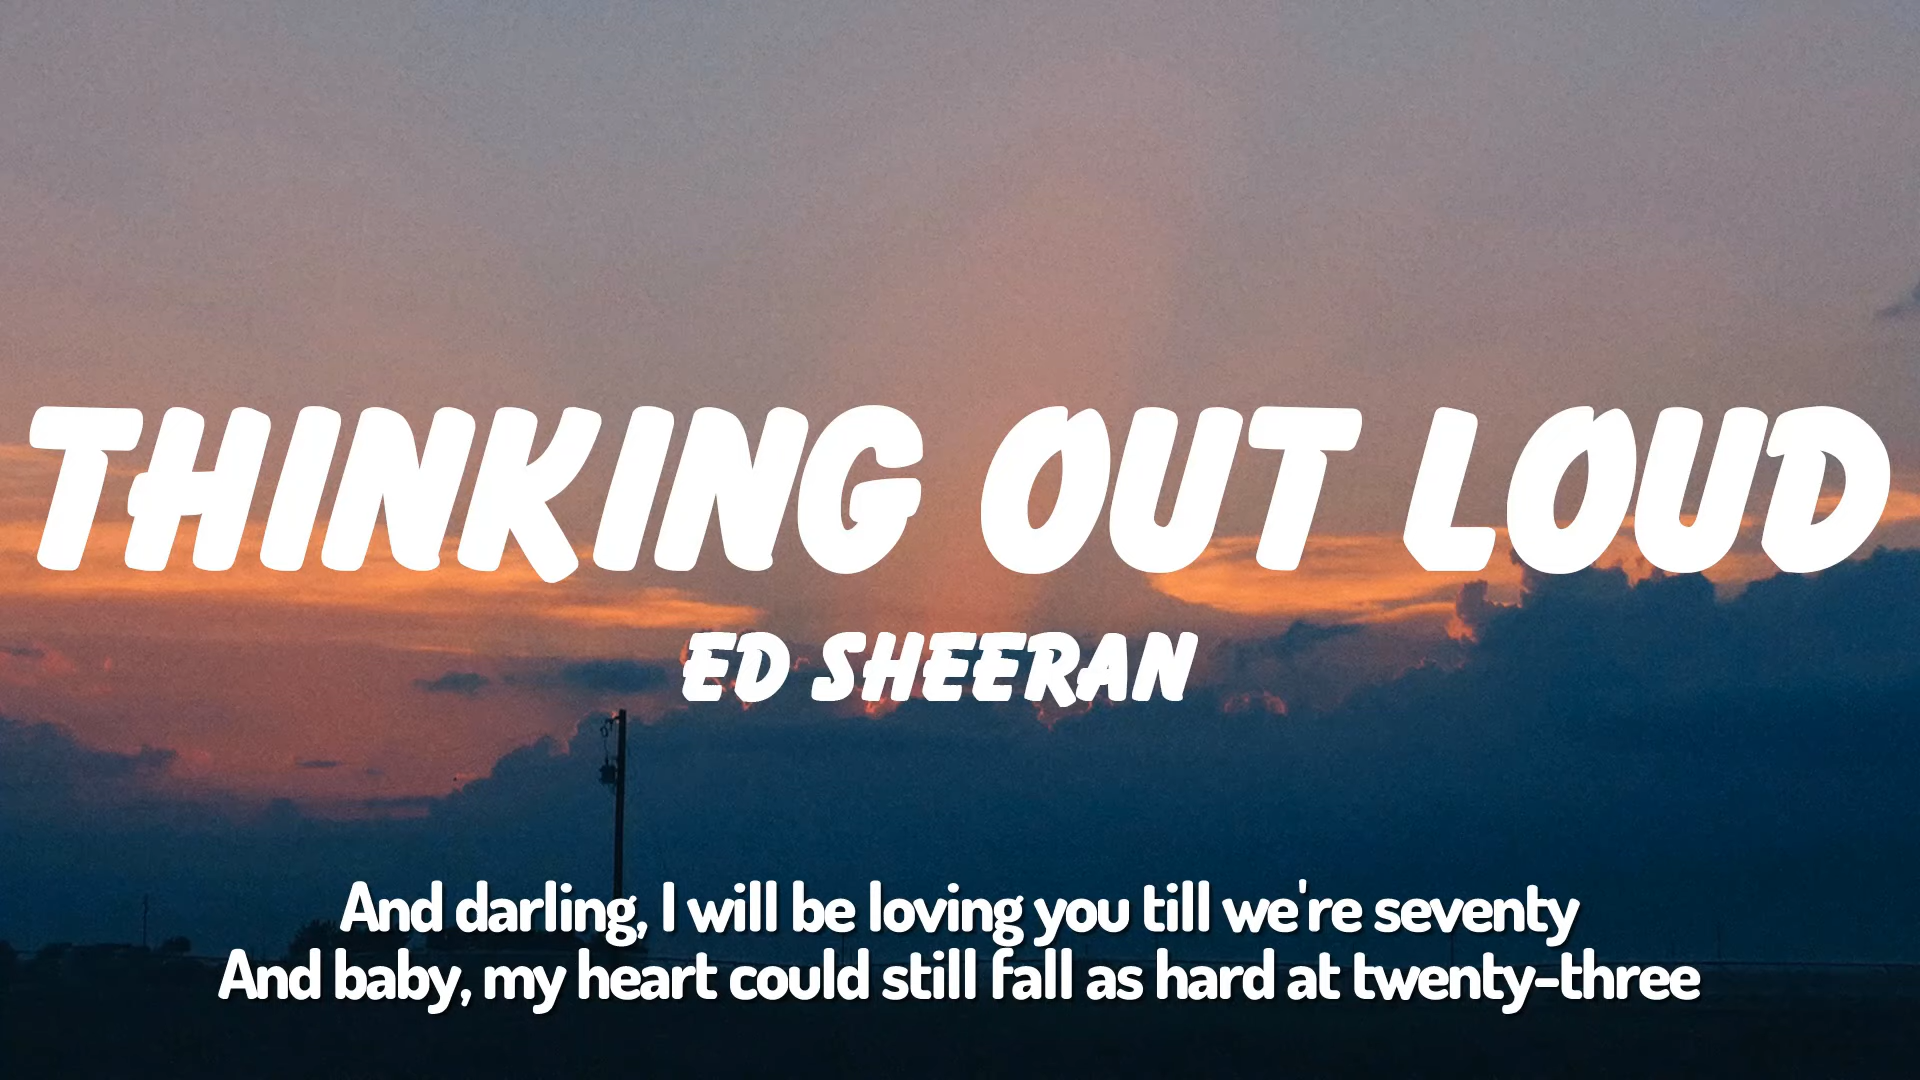 THINKING OUT LOUD
ED SHEERAN
And darling, I will be loving you till we're seventy
And baby, my heart could still fall as hard at twenty-three